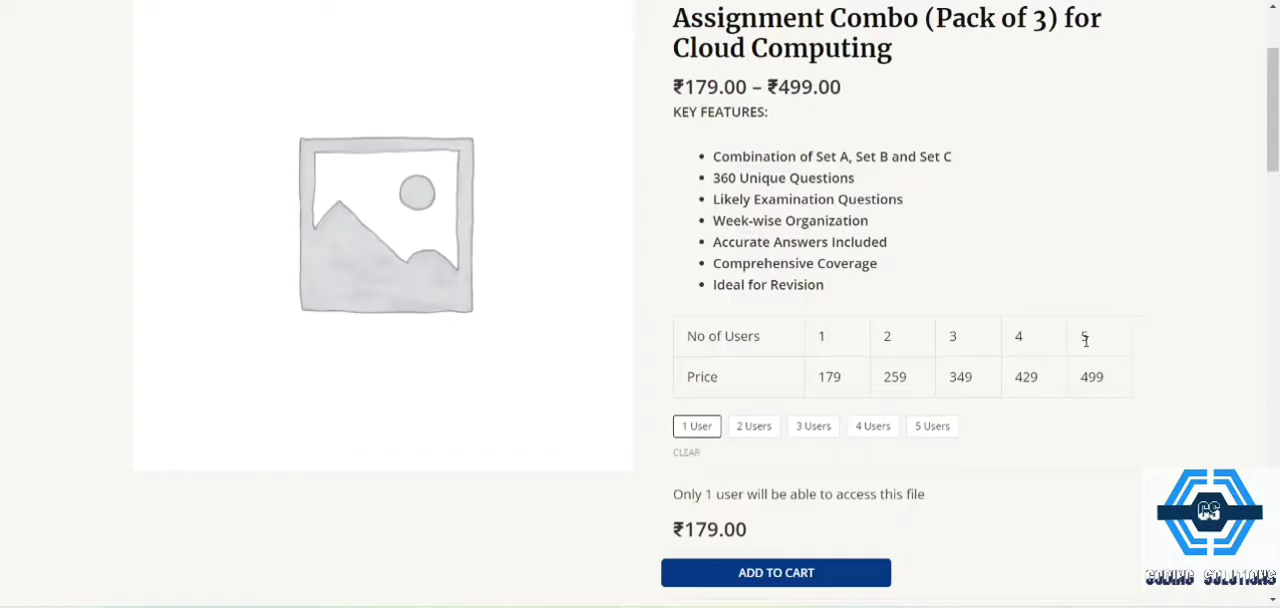 Assignment Combo (Pack of 3) for
Cloud Computing
₹179.00 – ₹499.00
KEY FEATURES:
• Combination of Set A, Set B and Set C
• 360 Unique Questions
• Likely Examination Questions
• Week-wise Organization
• Accurate Answers Included
• Comprehensive Coverage
• Ideal for Revision
No of Users 1 2 3 4 5
Price 179 259 349 429 499
1 User 2 Users 3 Users 4 Users 5 Users
CLEAR
Only 1 user will be able to access this file
₹179.00
ADD TO CART
CS
CODING SOLUTIONS